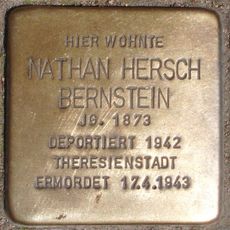 HIER WOHNTE
NATHAN HERSCH
BERNSTEIN
JG. 1873
DEPORTIERT 1942
THERESIENSTADT
ERMORDET 17.4.1943